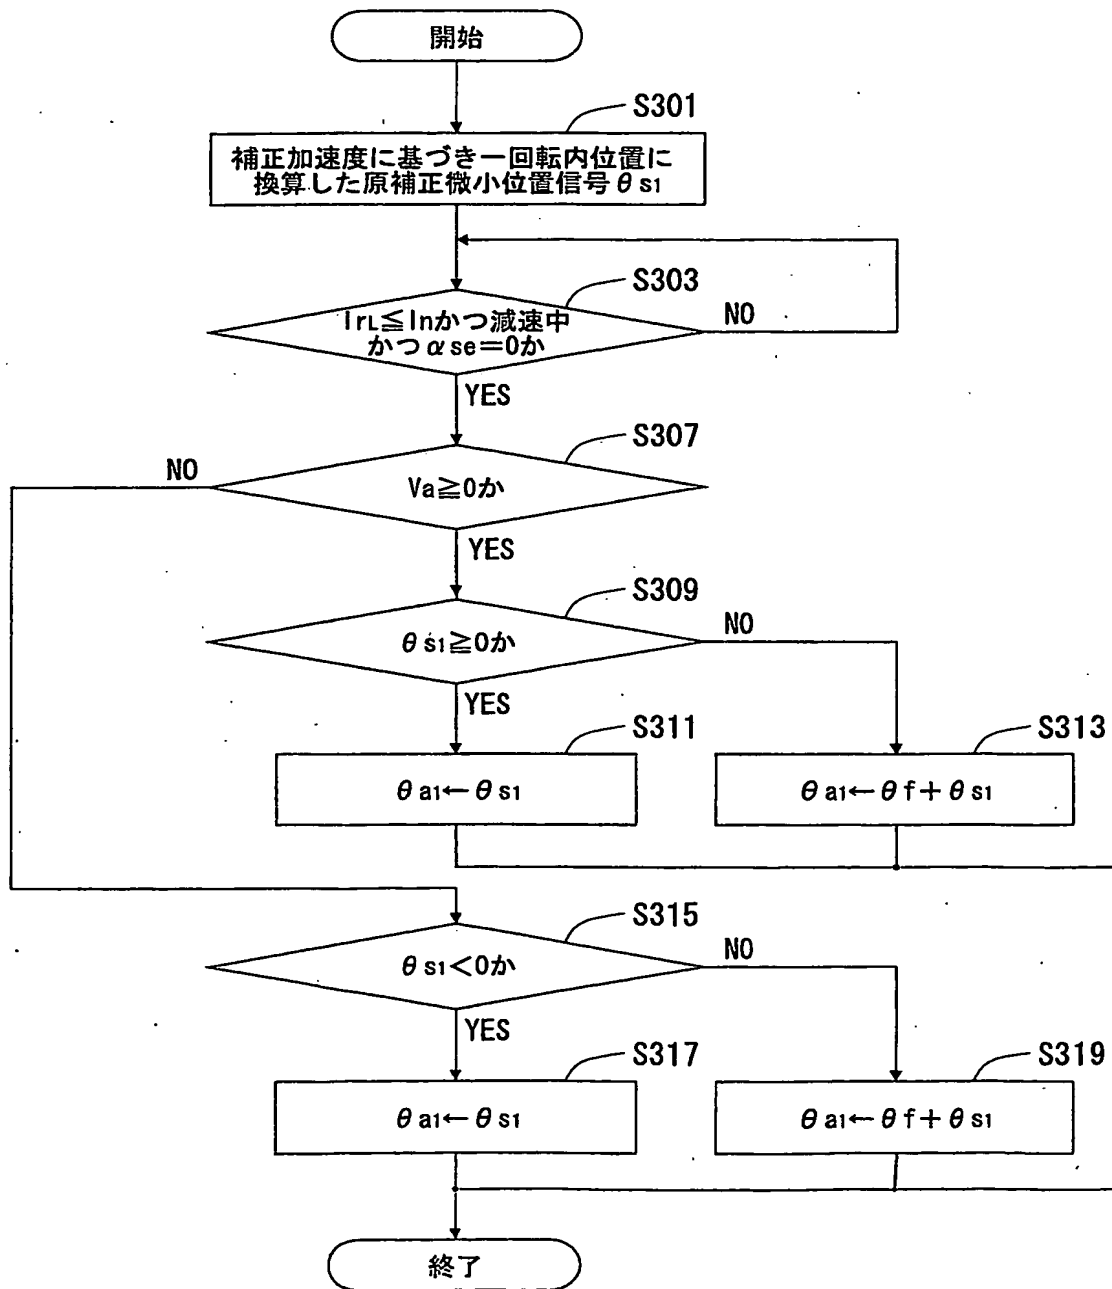 開始
S301
補正加速度に基づき一回転内位置に
換算した原補正微小位置信号θs1
S303
IrL≦Inかつ減速中
かつαse=0か
NO
YES
S307
NO
Va≧0か
YES
S309
θs1≧0か
NO
YES
S311
θa1←θs1
S313
θa1←θf+θs1
S315
θs1<0か
NO
YES
S317
θa1←θs1
S319
θa1←θf+θs1
終了